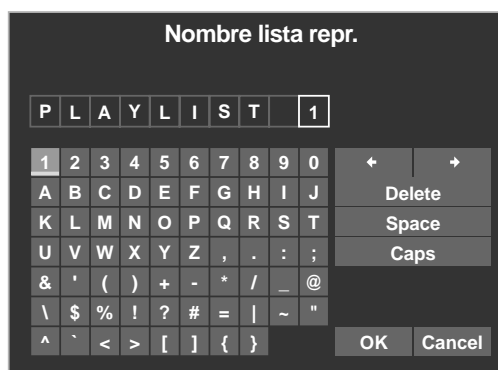 Nombre lista repr.
P L A Y L I S T 1
1 2 3 4 5 6 7 8 9 0
A B C D E F G H I J Delete
K L M N O P Q R S T Space
U V W X Y Z , . : ; Caps
& ' ( ) + - * / _ @
\ $ % ! ? # = | ~ "
^ ` < > [ ] { } OK Cancel